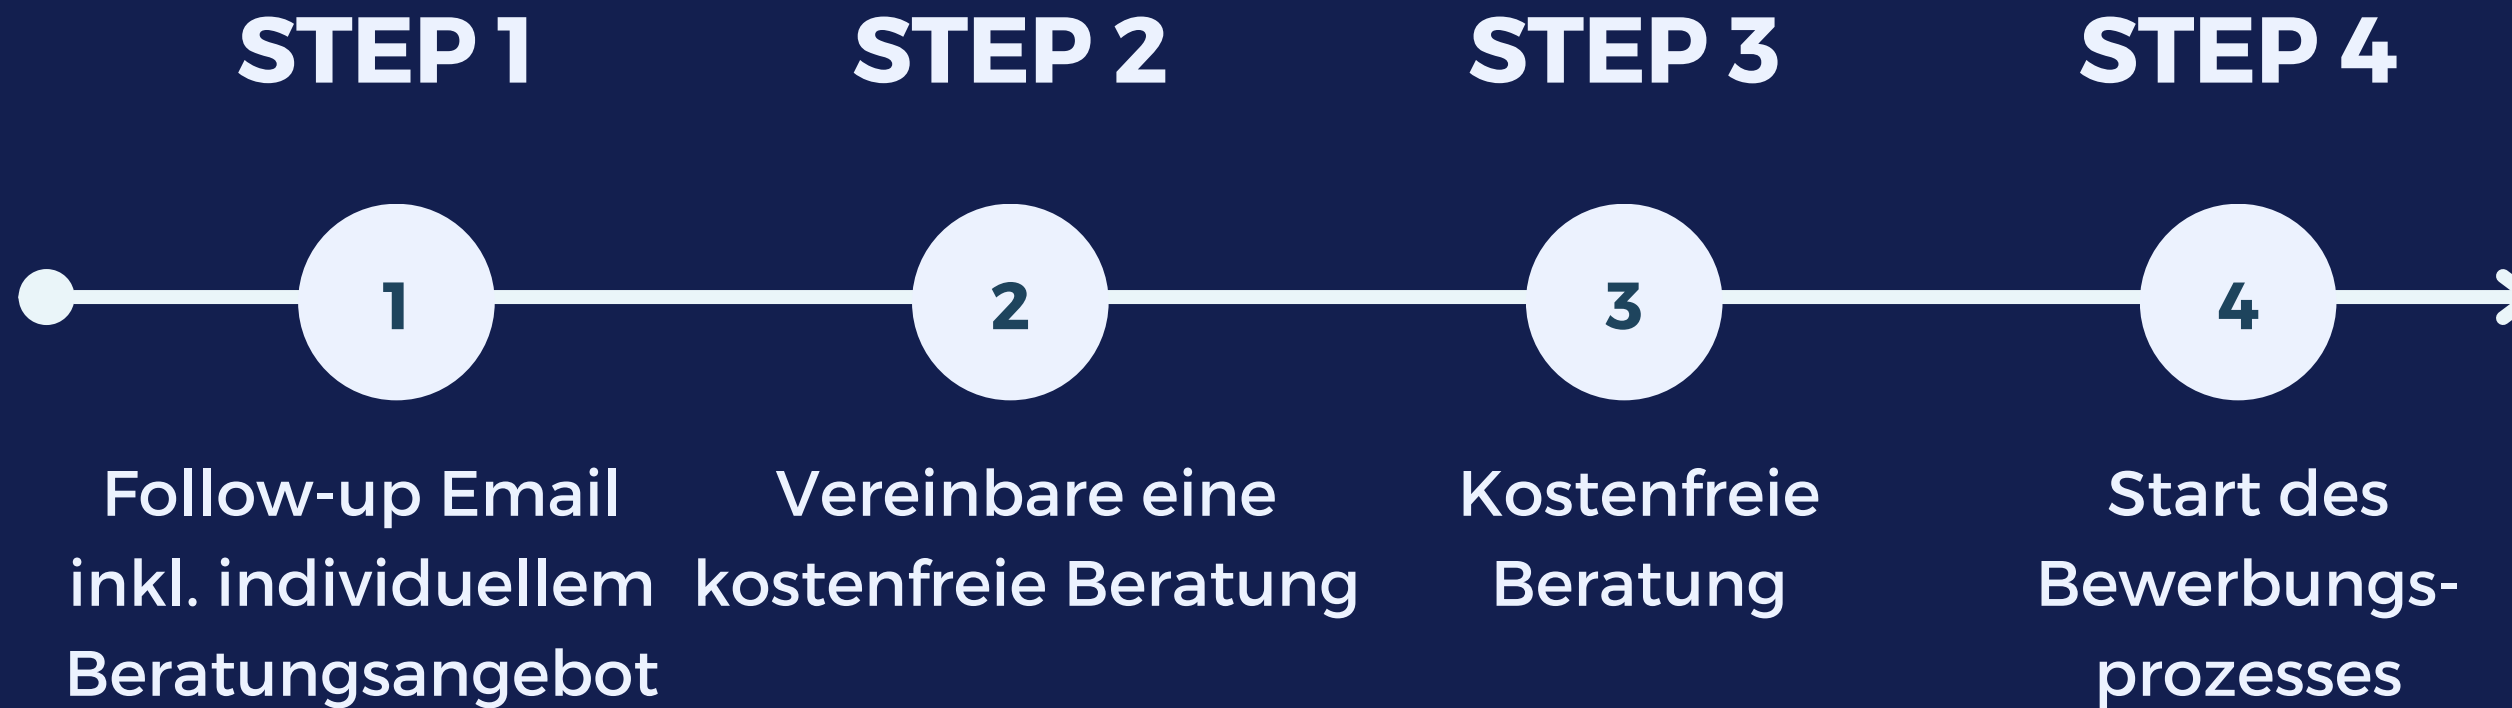 STEP 1
STEP 2
STEP 3
STEP 4
1
2
3
4
Follow-up Email
inkl. individuellem
Beratungsangebot
Vereinbare eine
kostenfreie Beratung
Kostenfreie
Beratung
Start des
Bewerbungs-
prozesses